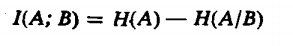 I(A; B) = H(A) — H(A/B)